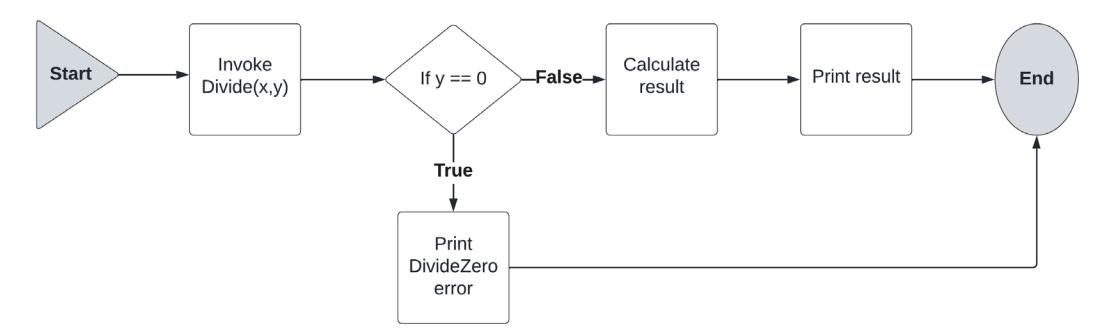 Start
Invoke
Divide(x,y)
If y == 0
False
Calculate
result
Print result
End
True
Print
DivideZero
error